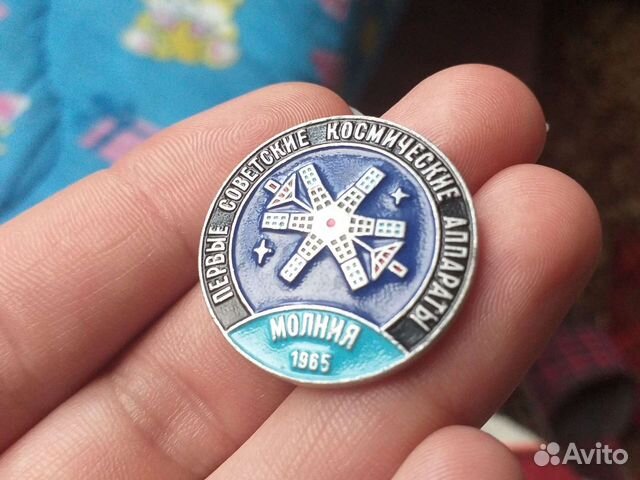 ПЕРВЫЕ СОВЕТСКИЕ КОСМИЧЕСКИЕ АППАРАТЫ
МОЛНИЯ
1965
Avito